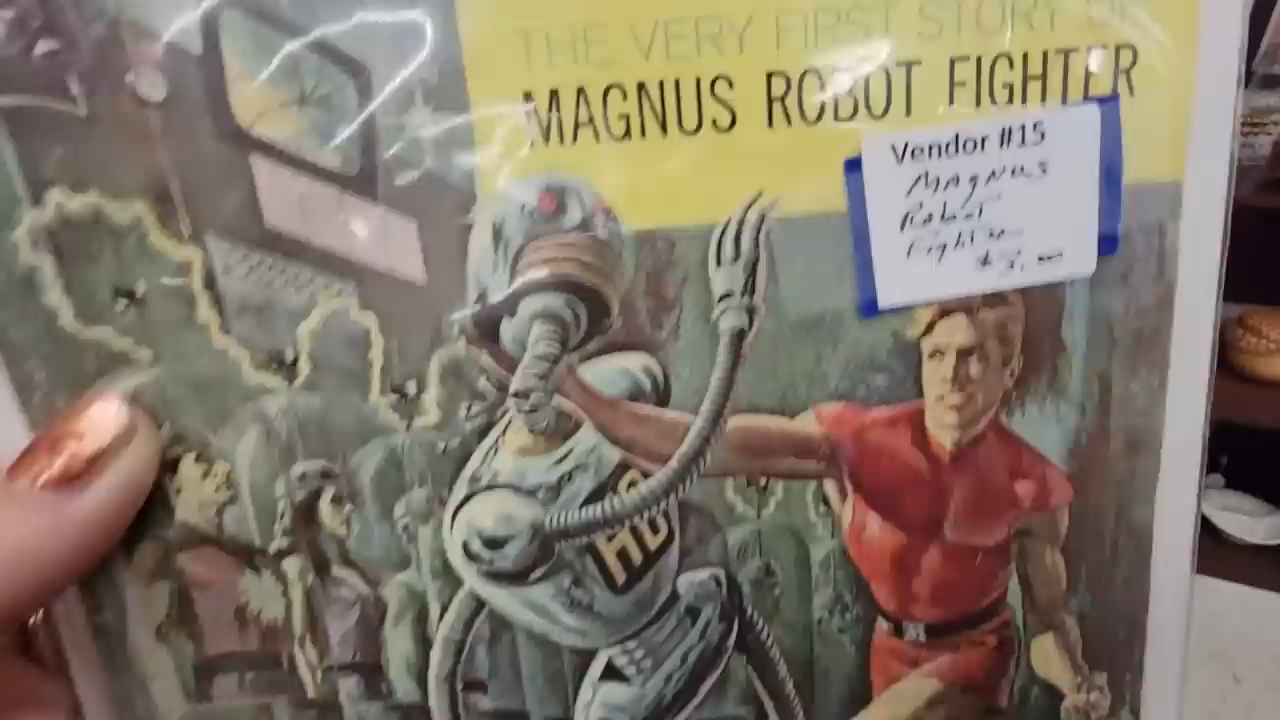 THE VERY FIRST STORY OF
MAGNUS ROBOT FIGHTER
Vendor #15
Magnus
Robot
Fighter